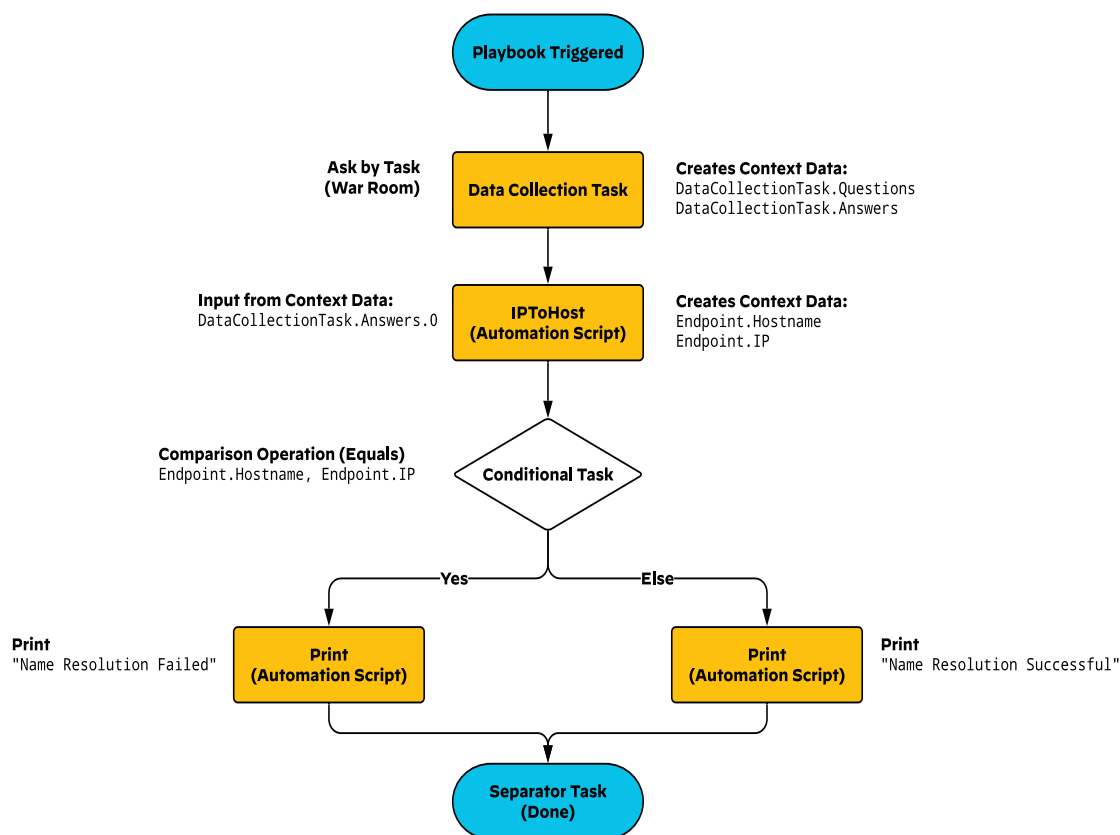 Playbook Triggered
Ask by Task
(War Room)
Data Collection Task
Creates Context Data:
DataCollectionTask.Questions
DataCollectionTask.Answers
Input from Context Data:
DataCollectionTask.Answers.0
IPToHost
(Automation Script)
Creates Context Data:
Endpoint.Hostname
Endpoint.IP
Comparison Operation (Equals)
Endpoint.Hostname, Endpoint.IP
Conditional Task
Yes
Else
Print
"Name Resolution Failed"
Print
(Automation Script)
Print
(Automation Script)
Print
"Name Resolution Successful"
Separator Task
(Done)